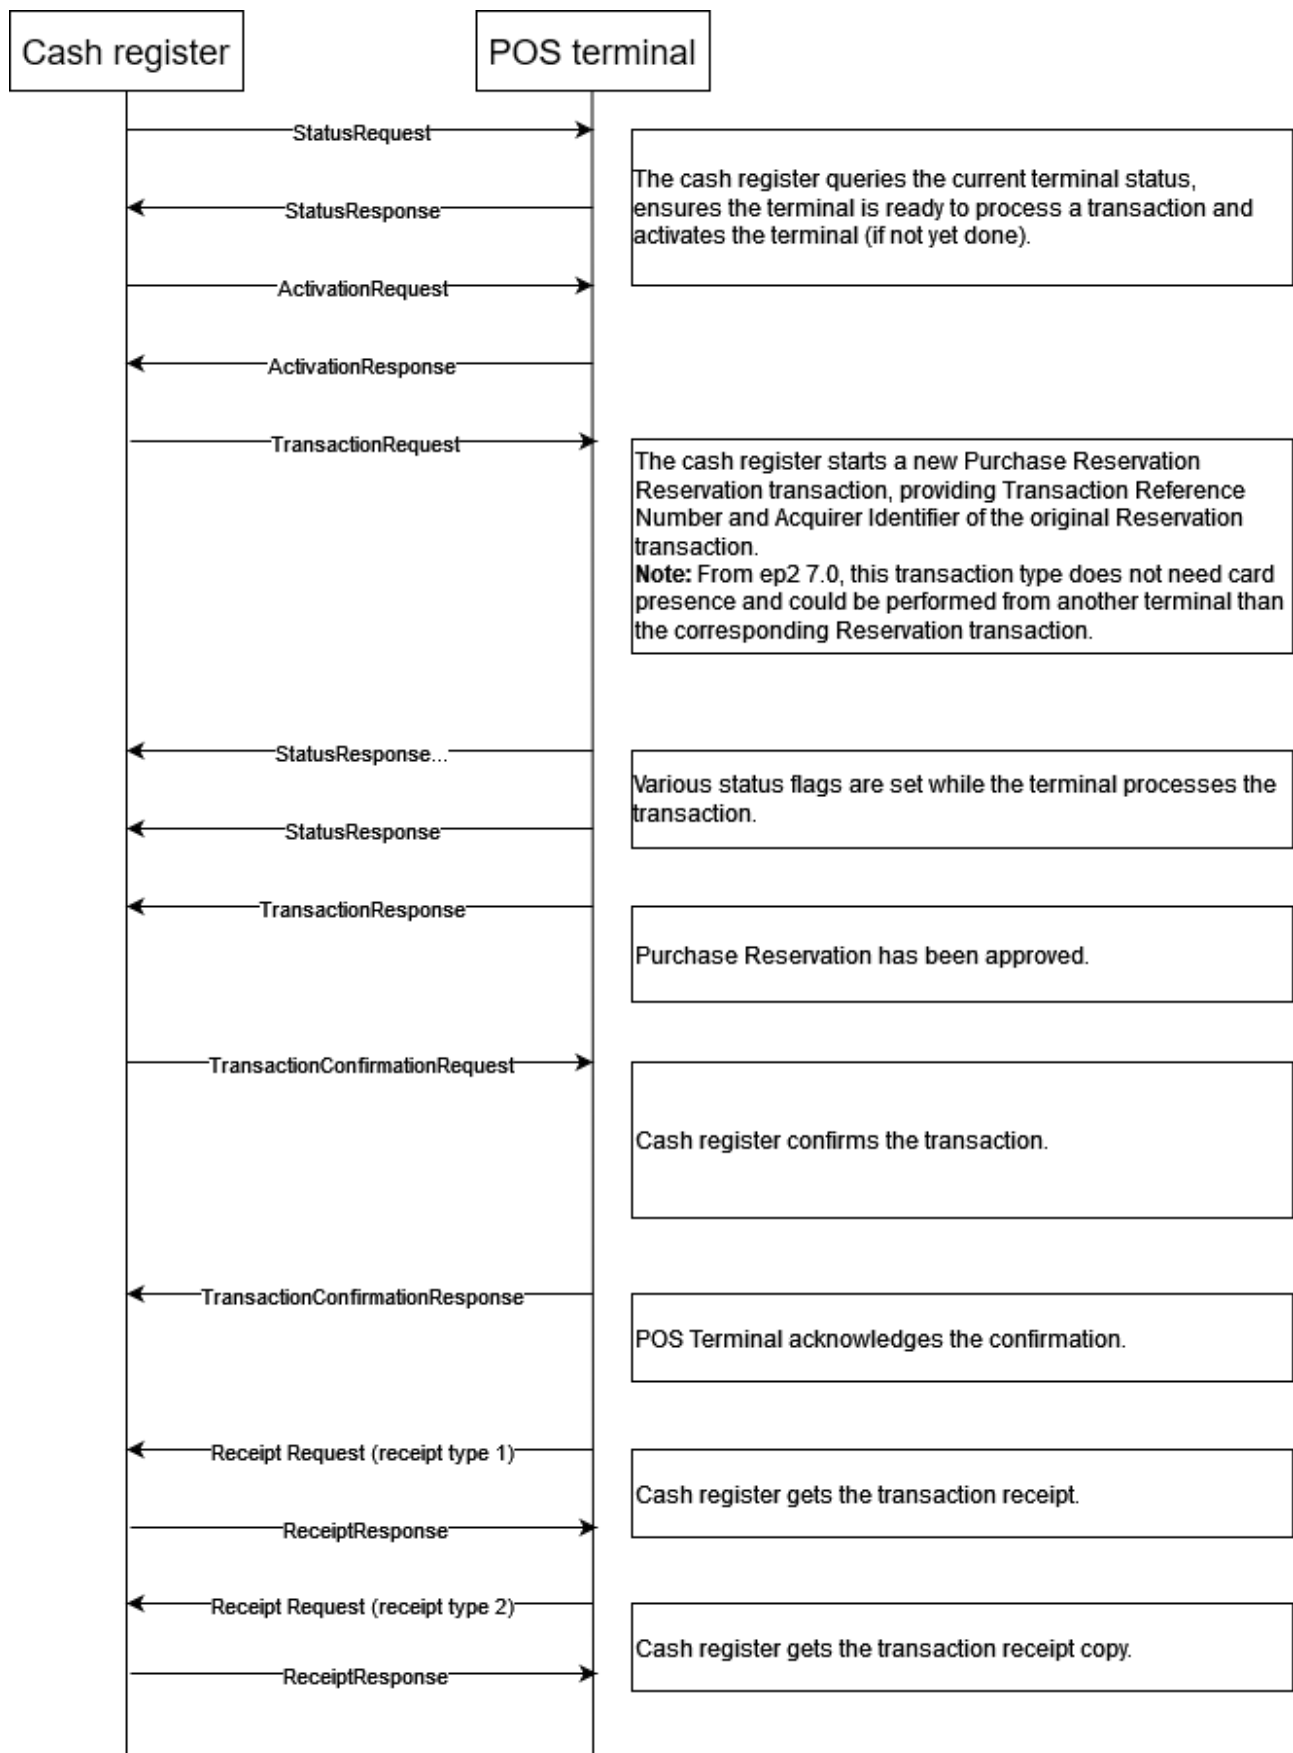 Cash register
POS terminal
StatusRequest
The cash register queries the current terminal status,
ensures the terminal is ready to process a transaction and
activates the terminal (if not yet done).
StatusResponse
ActivationRequest
ActivationResponse
TransactionRequest
The cash register starts a new Purchase Reservation
Reservation transaction, providing Transaction Reference
Number and Acquirer Identifier of the original Reservation
transaction.
Note: From ep2 7.0, this transaction type does not need card
presence and could be performed from another terminal than
the corresponding Reservation transaction.
StatusResponse...
Various status flags are set while the terminal processes the
transaction.
StatusResponse
TransactionResponse
Purchase Reservation has been approved.
TransactionConfirmationRequest
Cash register confirms the transaction.
TransactionConfirmationResponse
POS Terminal acknowledges the confirmation.
Receipt Request (receipt type 1)
Cash register gets the transaction receipt.
ReceiptResponse
Receipt Request (receipt type 2)
Cash register gets the transaction receipt copy.
ReceiptResponse